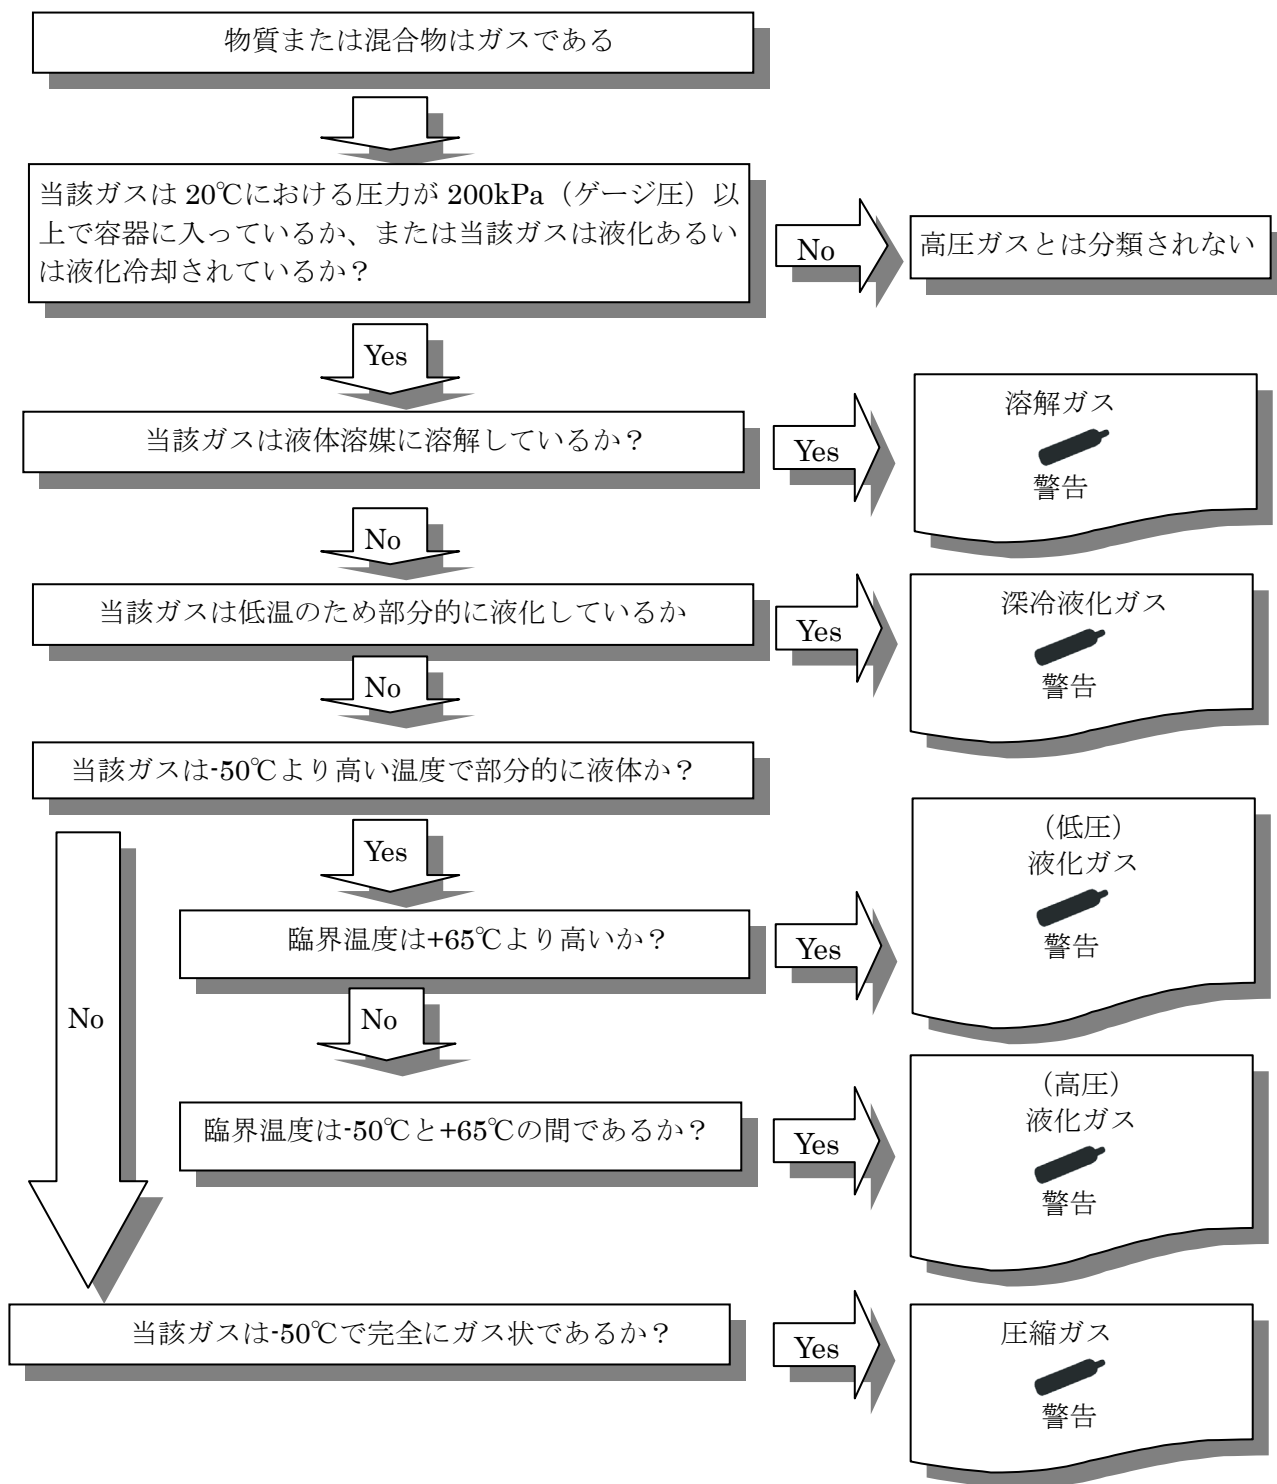 物質または混合物はガスである
当該ガスは 20℃における圧力が 200kPa（ゲージ圧）以
上で容器に入っているか、または当該ガスは液化あるい
は液化冷却されているか？
No
高圧ガスとは分類されない
Yes
当該ガスは液体溶媒に溶解しているか？
Yes
溶解ガス
警告
No
当該ガスは低温のため部分的に液化しているか
Yes
深冷液化ガス
警告
No
当該ガスは-50℃より高い温度で部分的に液体か？
Yes
（低圧）
液化ガス
警告
臨界温度は+65℃より高いか？
Yes
No
No
（高圧）
液化ガス
警告
臨界温度は-50℃と+65℃の間であるか？
Yes
当該ガスは-50℃で完全にガス状であるか？
Yes
圧縮ガス
警告